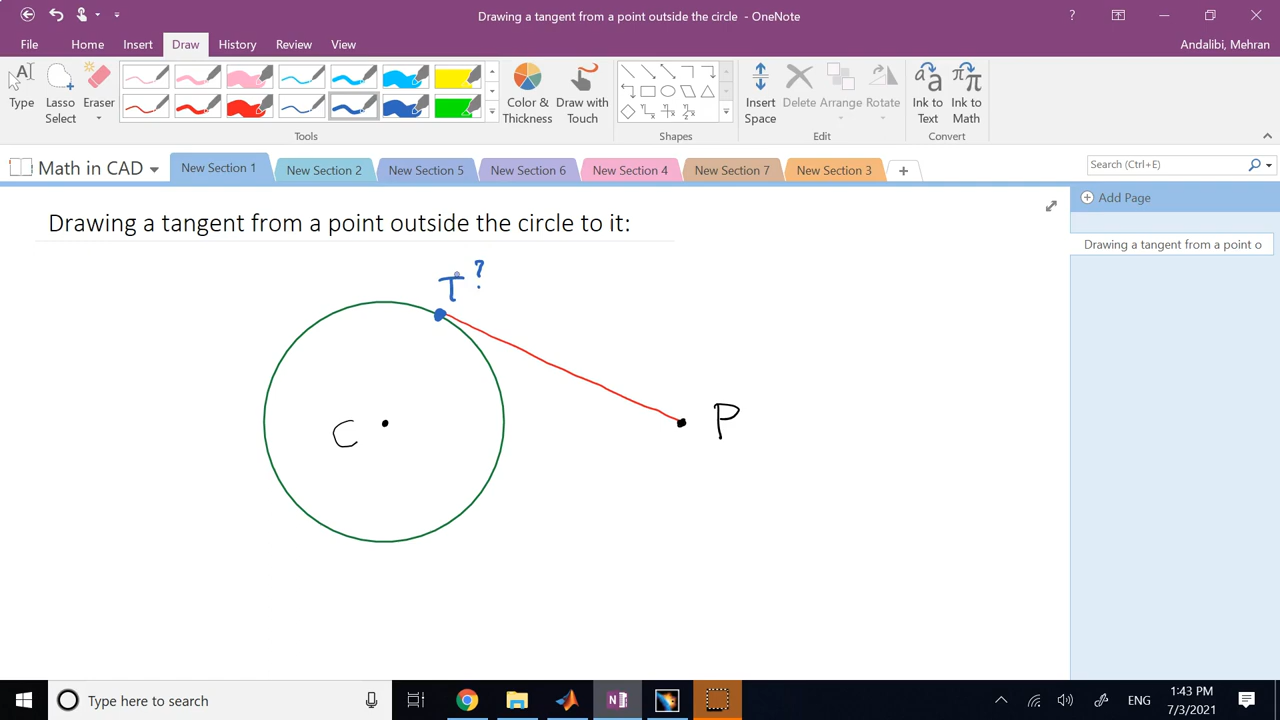 Drawing a tangent from a point outside the circle - OneNote
?
Andalibi, Mehran
File Home Insert Draw History Review View
Type
Lasso Select
Eraser
Color & Thickness
Draw with Touch
Insert Space
Delete
Arrange
Rotate
Ink to Text
Ink to Math
Tools
Shapes
Edit
Convert
Math in CAD
New Section 1
New Section 2
New Section 5
New Section 6
New Section 4
New Section 7
New Section 3
Search (Ctrl+E)
Add Page
Drawing a tangent from a point o
Drawing a tangent from a point outside the circle to it:
T?
C
P
Type here to search
ENG
1:43 PM
7/3/2021